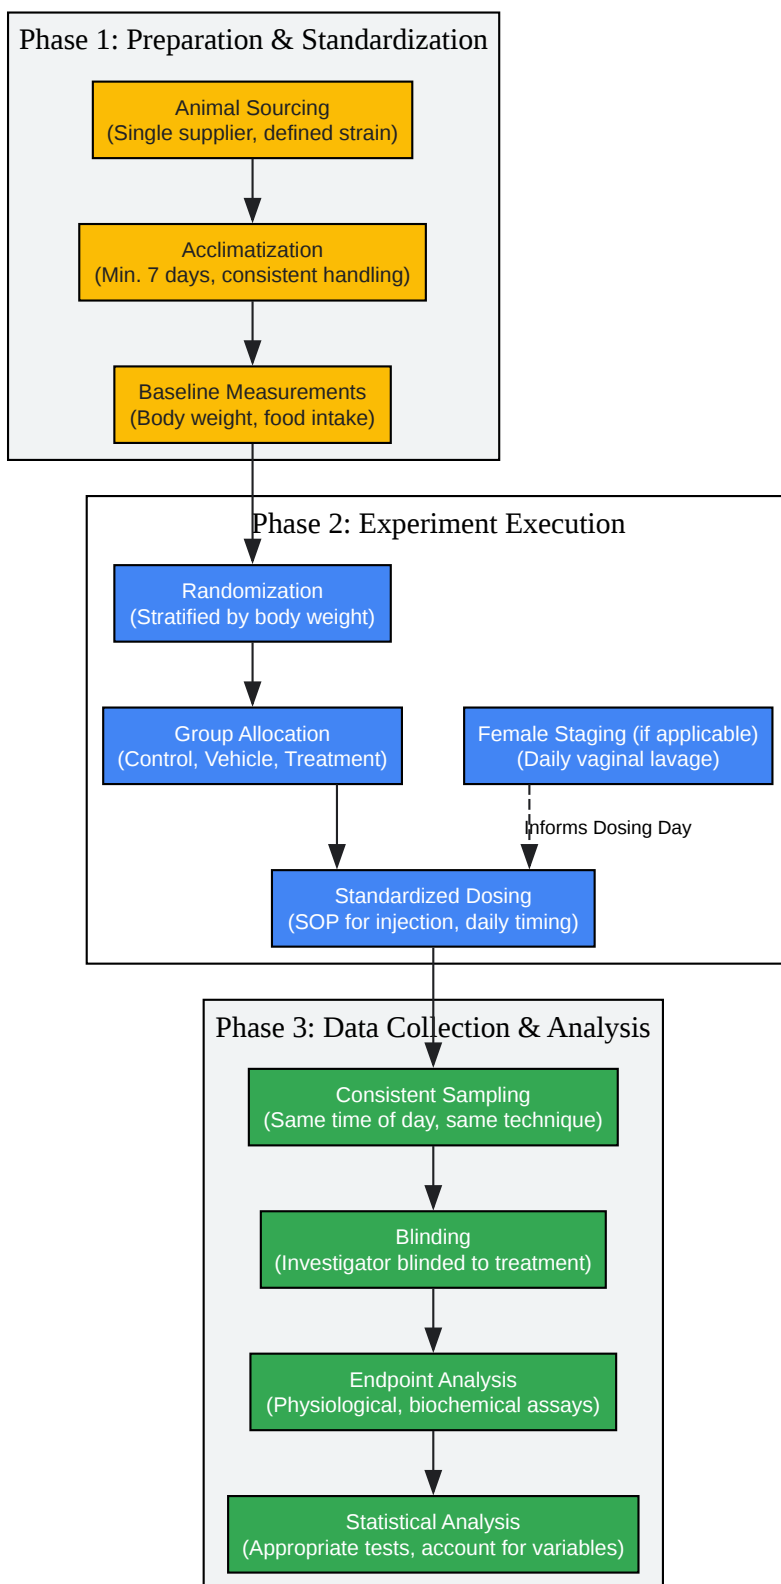 Phase 1: Preparation & Standardization
Animal Sourcing
(Single supplier, defined strain)
Acclimatization
(Min. 7 days, consistent handling)
Baseline Measurements
(Body weight, food intake)
Phase 2: Experiment Execution
Randomization
(Stratified by body weight)
Group Allocation
(Control, Vehicle, Treatment)
Female Staging (if applicable)
(Daily vaginal lavage)
Informs Dosing Day
Standardized Dosing
(SOP for injection, daily timing)
Phase 3: Data Collection & Analysis
Consistent Sampling
(Same time of day, same technique)
Blinding
(Investigator blinded to treatment)
Endpoint Analysis
(Physiological, biochemical assays)
Statistical Analysis
(Appropriate tests, account for variables)